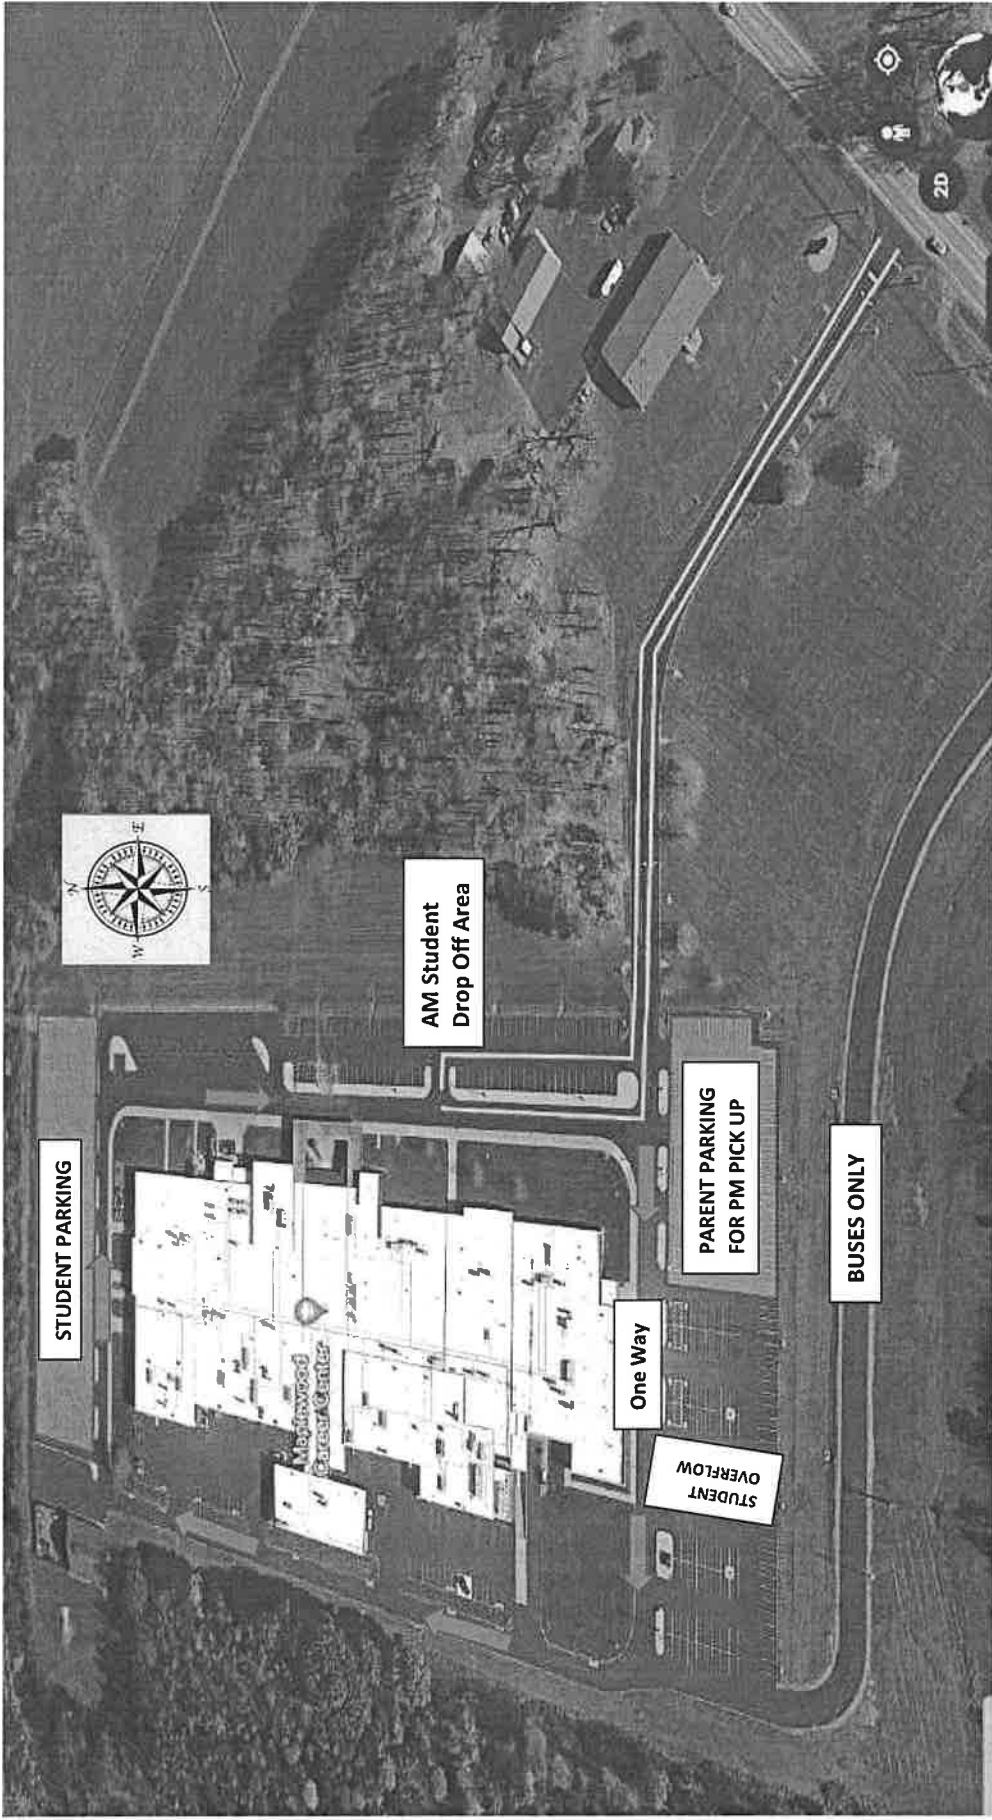 STUDENT PARKING
N
W
E
S
AM Student
Drop Off Area
Maplewood
Career Center
One Way
PARENT PARKING
FOR PM PICK UP
STUDENT
OVERFLOW
BUSES ONLY
2D